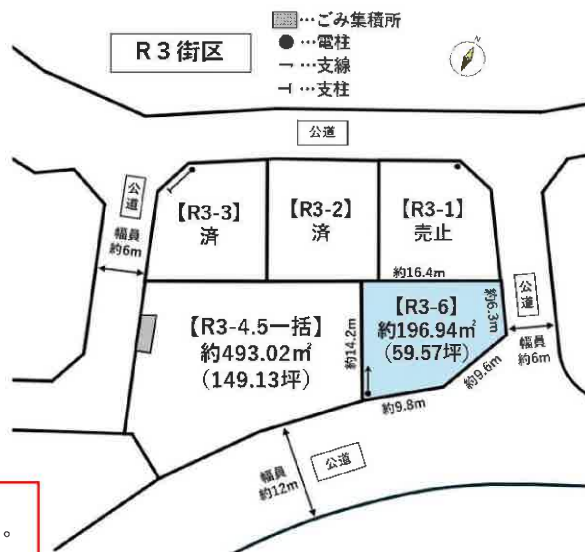 …ごみ集積所
R3街区
…電柱
…支線
…支柱
N
公道
公道
幅員
約6m
【R3-3】
済
【R3-2】
済
【R3-1】
売止
約16.4m
公道
幅員
約6m
【R3-4.5一括】
約493.02㎡
（149.13坪）
約14.2m
【R3-6】
約196.94㎡
（59.57坪）
約6.3m
約9.6m
約9.8m
幅員
約12m
公道
。